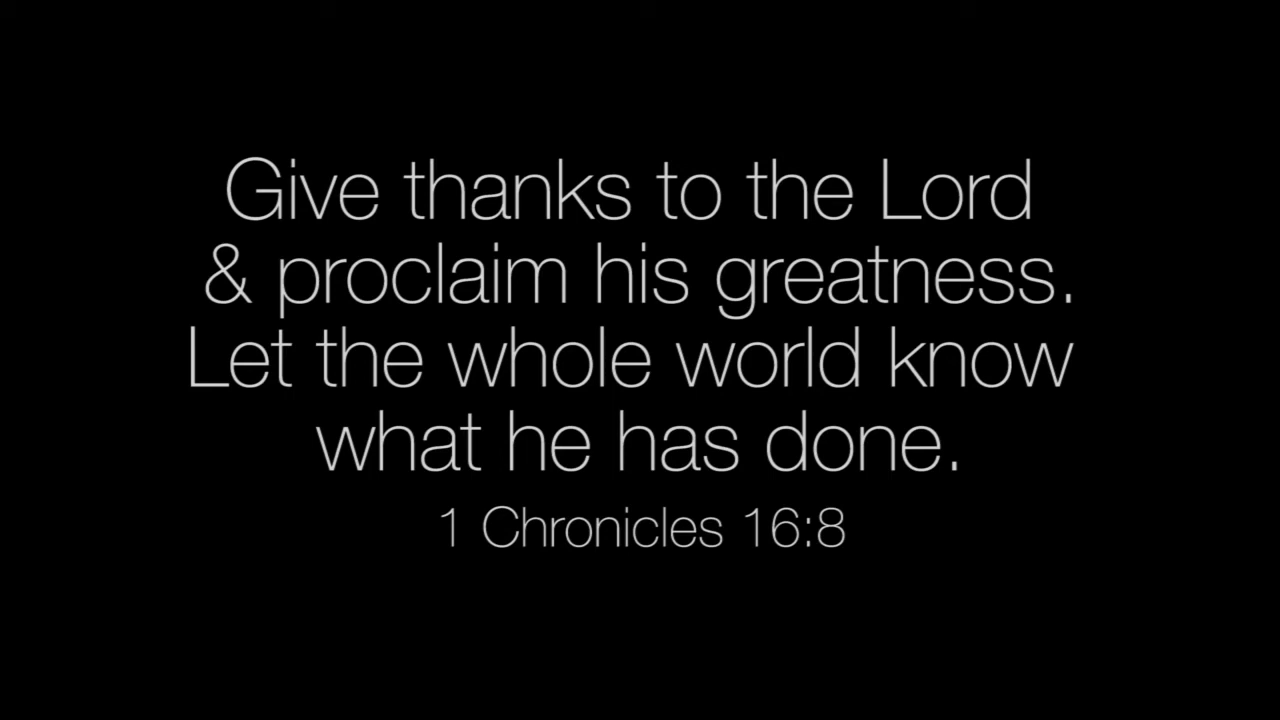 Give thanks to the Lord
& proclaim his greatness.
Let the whole world know
what he has done.
1 Chronicles 16:8